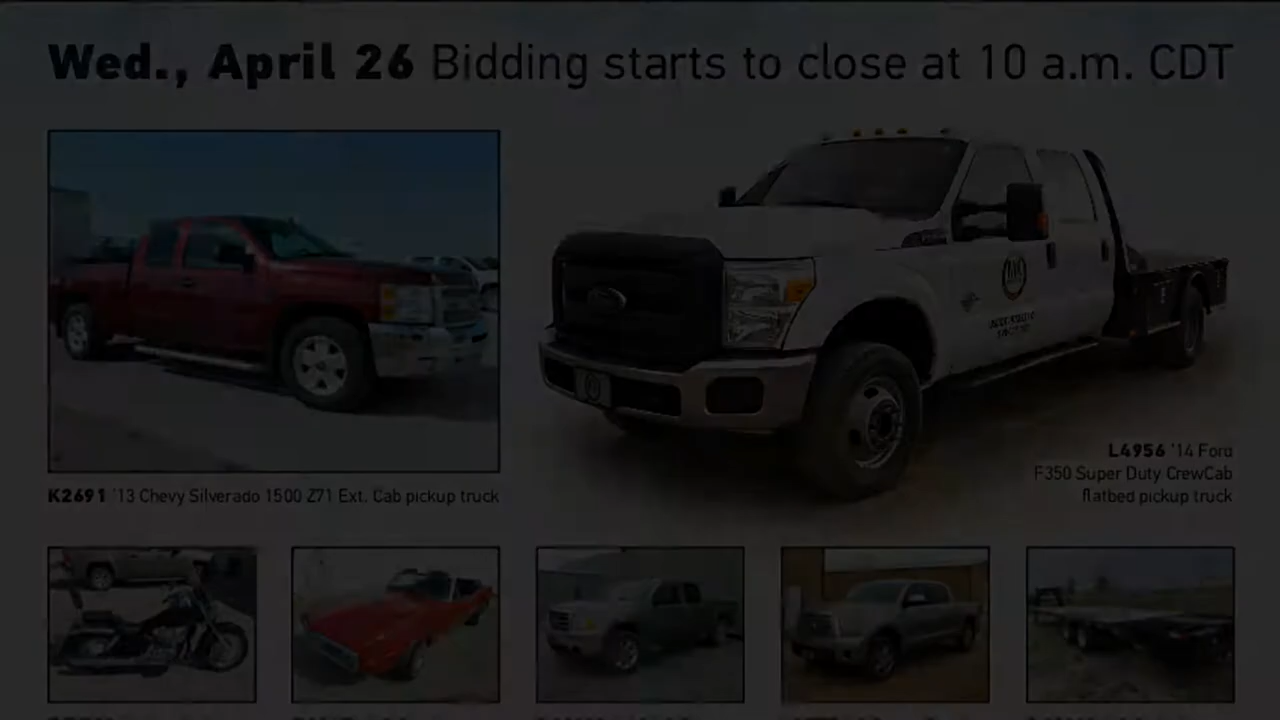 Wed., April 26 Bidding starts to close at 10 a.m. CDT
L4956 '14 Ford
F350 Super Duty CrewCab
flatbed pickup truck
K2691 '13 Chevy Silverado 1500 Z71 Ext. Cab pickup truck